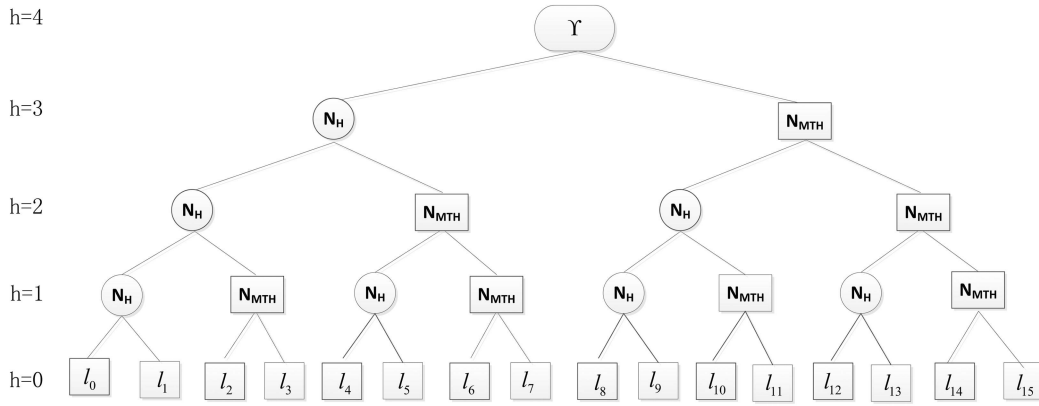 h=4 ϒ
h=3 N_H N_MTH
h=2 N_H N_MTH N_H N_MTH
h=1 N_H N_MTH N_H N_MTH N_H N_MTH N_H N_MTH
h=0 l_0 l_1 l_2 l_3 l_4 l_5 l_6 l_7 l_8 l_9 l_10 l_11 l_12 l_13 l_14 l_15